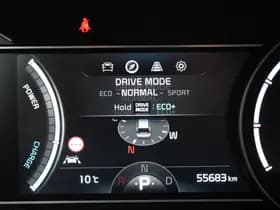 DRIVE MODE
ECO – NORMAL – SPORT
Hold DRIVE MODE : ECO+
POWER
W
N
CHARGE
10°C
R P N D
55683 km